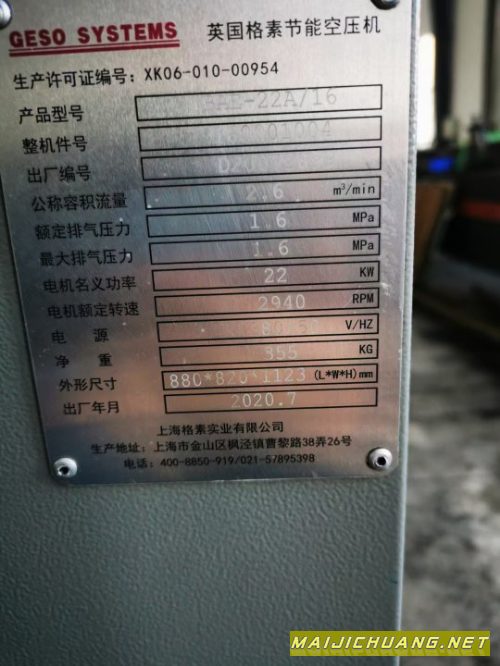 GESO SYSTEMS 英国格素节能空压机
生产许可证编号：XK06-010-00954
产品型号 22A/16
整机件号
出厂编号
公称容积流量 2.6 m³/min
额定排气压力 1.6 MPa
最大排气压力 1.6 MPa
电机名义功率 22 KW
电机额定转速 2940 RPM
电 源 V/HZ
净 重 355 KG
外形尺寸 880*820*1123 (L*W*H)mm
出厂年月 2020.7
上海格素实业有限公司
生产地址：上海市金山区枫泾镇曹黎路38弄26号
电话：400-8850-919/021-57895398
MAIJICHUANG.NET